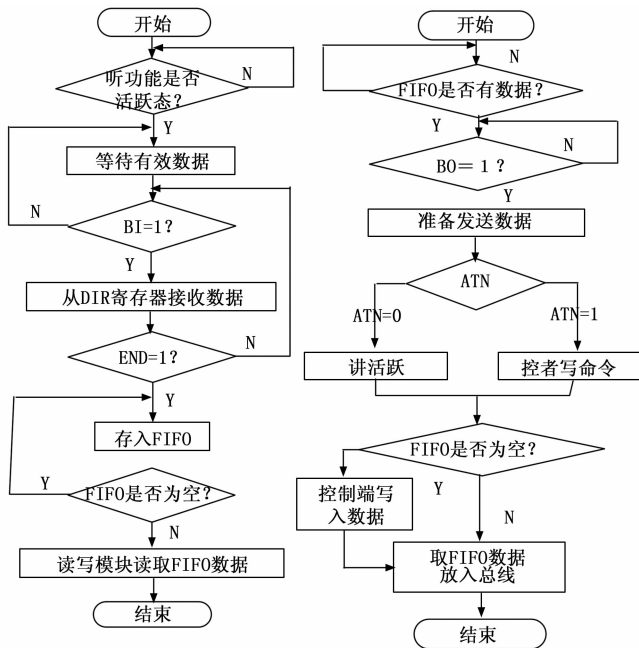 开始
听功能是否
活跃态？
N
Y
等待有效数据
N
BI=1？
Y
从DIR寄存器接收数据
END=1？
N
Y
存入FIFO
Y
FIFO是否为空？
N
读写模块读取FIFO数据
结束
开始
N
FIFO是否有数据？
Y
N
BO＝1？
Y
准备发送数据
ATN
ATN=0
ATN=1
讲活跃
控者写命令
FIFO是否为空？
Y
控制端写
入数据
N
取FIFO数据
放入总线
结束